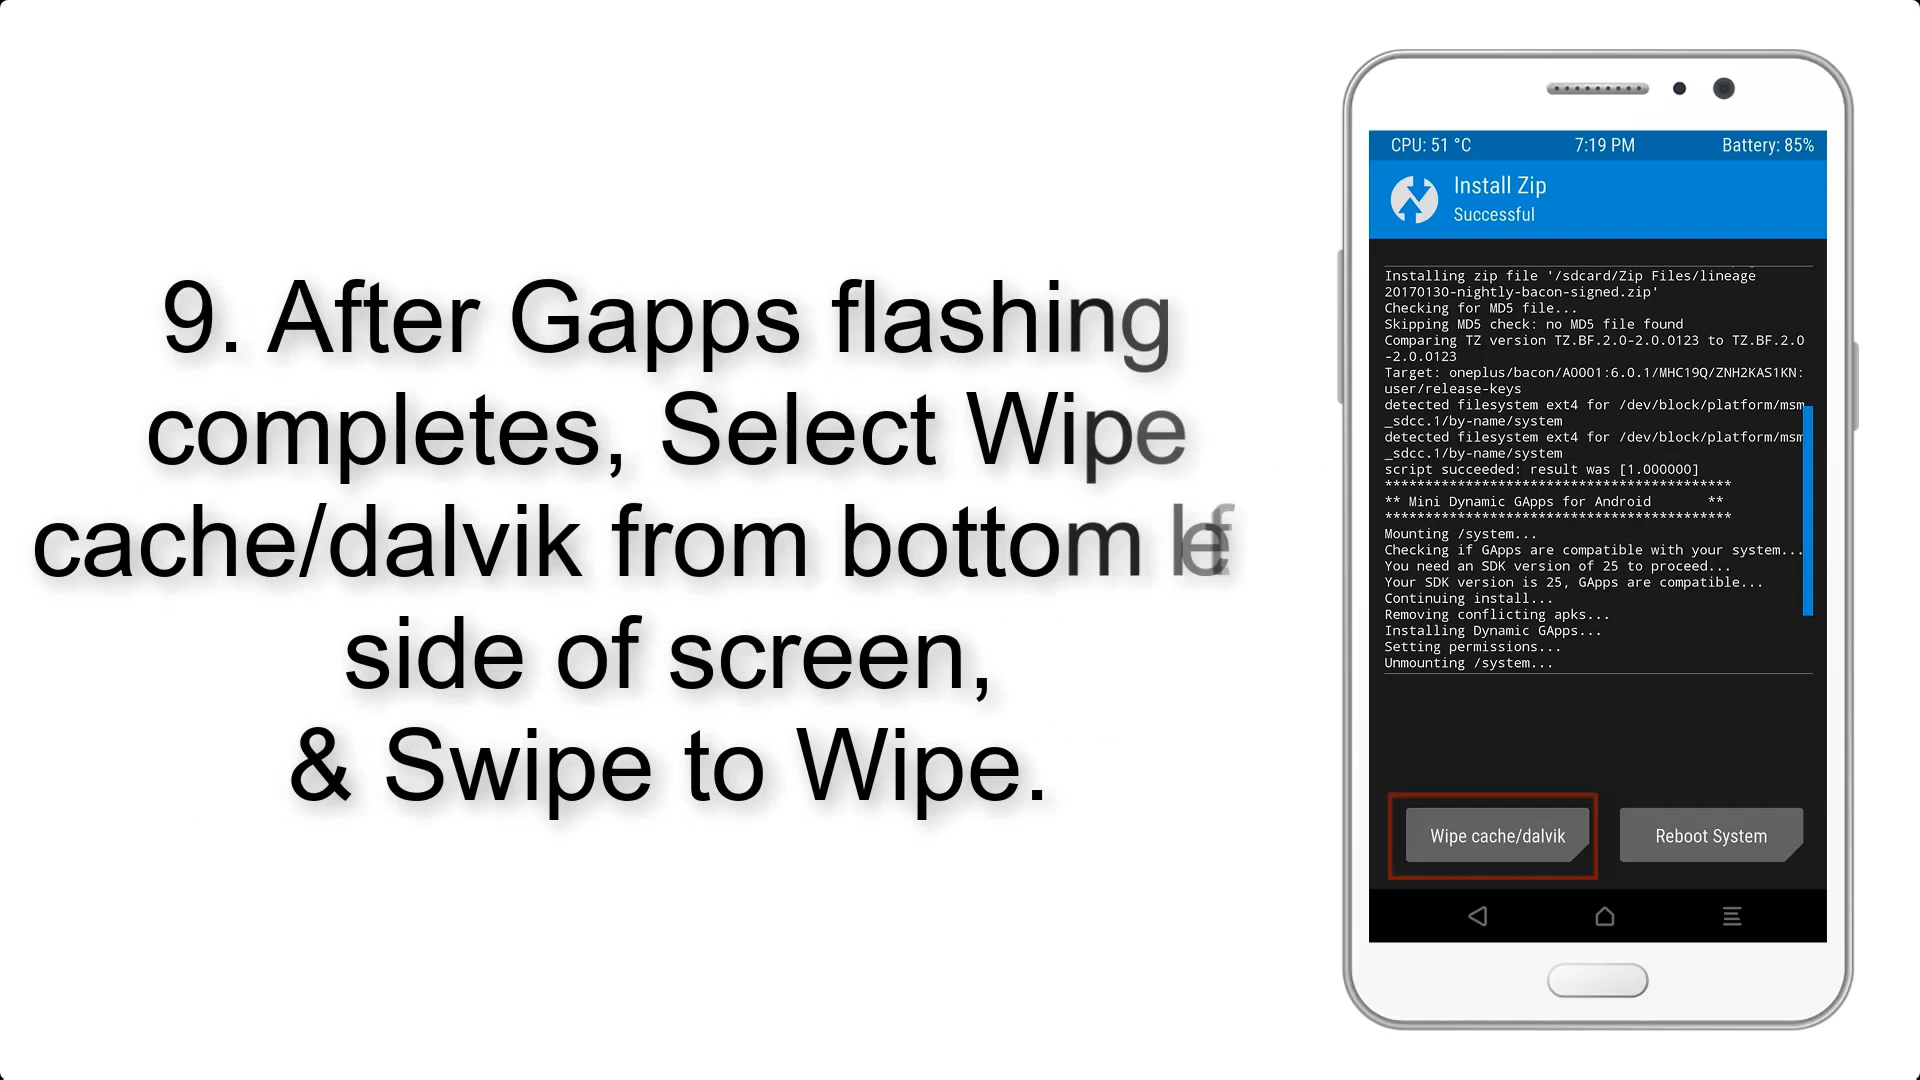 9. After Gapps flashing
completes, Select Wipe
cache/dalvik from bottom lef
side of screen,
& Swipe to Wipe.
CPU: 51 °C 7:19 PM Battery: 85%
Install Zip
Successful
Installing zip file '/sdcard/Zip Files/lineage
20170130-nightly-bacon-signed.zip'
Checking for MD5 file...
Skipping MD5 check: no MD5 file found
Comparing TZ version TZ.BF.2.0-2.0.0123 to TZ.BF.2.0
-2.0.0123
Target: oneplus/bacon/A0001:6.0.1/MHC19Q/ZNH2KAS1KN:
user/release-keys
detected filesystem ext4 for /dev/block/platform/msm
_sdcc.1/by-name/system
detected filesystem ext4 for /dev/block/platform/msm
_sdcc.1/by-name/system
script succeeded: result was [1.000000]
*******************************************
** Mini Dynamic GApps for Android       **
*******************************************
Mounting /system...
Checking if GApps are compatible with your system...
You need an SDK version of 25 to proceed...
Your SDK version is 25, GApps are compatible...
Continuing install...
Removing conflicting apks...
Installing Dynamic GApps...
Setting permissions...
Unmounting /system...
Wipe cache/dalvik Reboot System